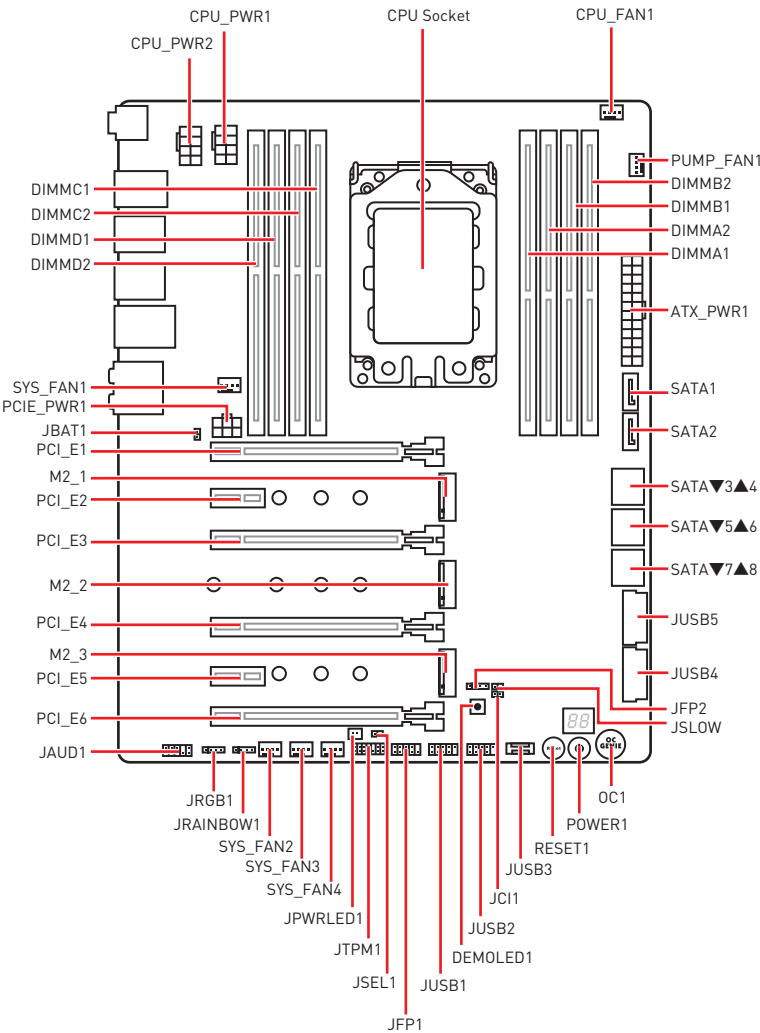 CPU_PWR1
CPU Socket
CPU_FAN1
CPU_PWR2
PUMP_FAN1
DIMMC1
DIMMB2
DIMMC2
DIMMB1
DIMMD1
DIMMA2
DIMMD2
DIMMA1
ATX_PWR1
SYS_FAN1
SATA1
PCIE_PWR1
JBAT1
SATA2
PCI_E1
M2_1
SATA▼3▲4
PCI_E2
SATA▼5▲6
PCI_E3
SATA▼7▲8
M2_2
PCI_E4
JUSB5
M2_3
PCI_E5
JUSB4
JFP2
PCI_E6
88
JSLOW
JAUD1
OC
GENIE
JRGB1
OC1
JRAINBOW1
POWER1
SYS_FAN2
RESET1
SYS_FAN3
JUSB3
SYS_FAN4
JCI1
JPWRLED1
JUSB2
JTPM1
DEMOLED1
JSEL1
JUSB1
JFP1